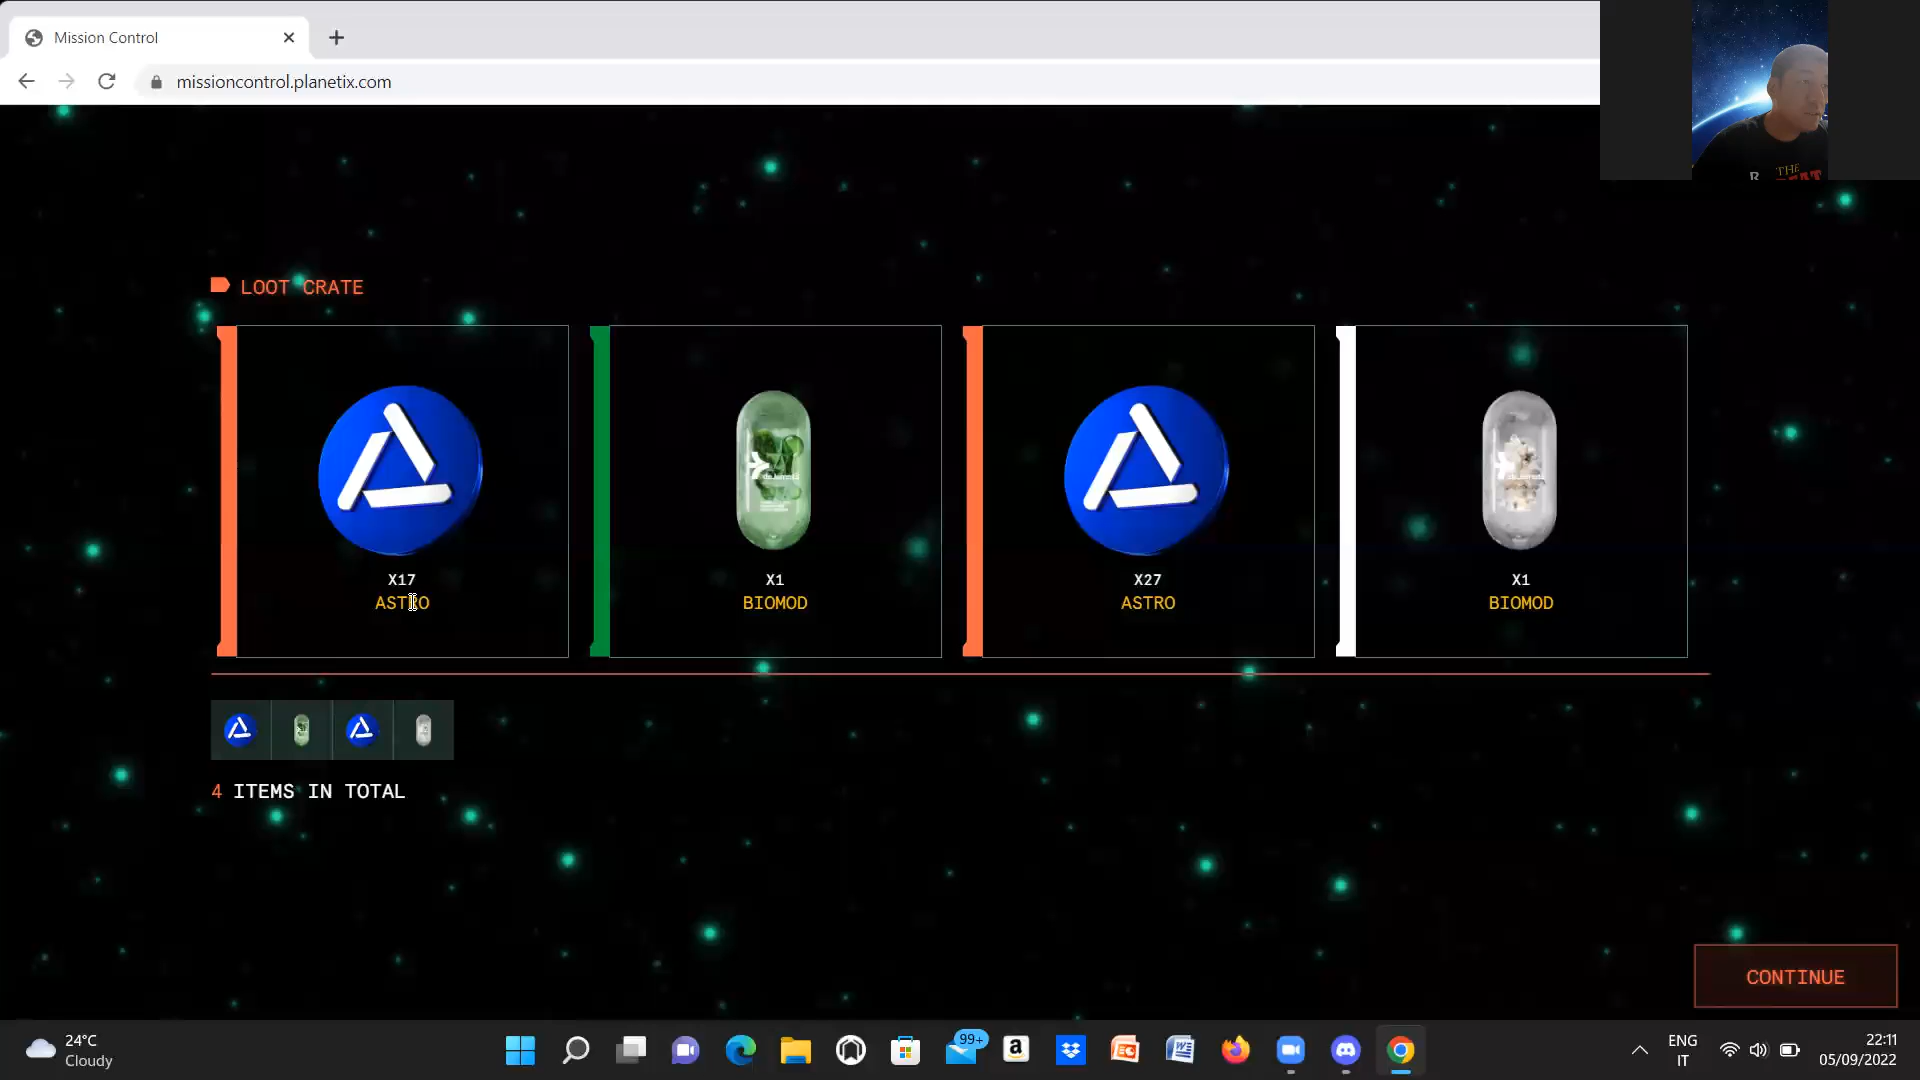 Mission Control
missioncontrol.planetix.com
THE
LOOT CRATE
X17
ASTRO
X1
BIOMOD
X27
ASTRO
X1
BIOMOD
4 ITEMS IN TOTAL
CONTINUE
24°C
Cloudy
99+
ENG
IT
22:11
05/09/2022